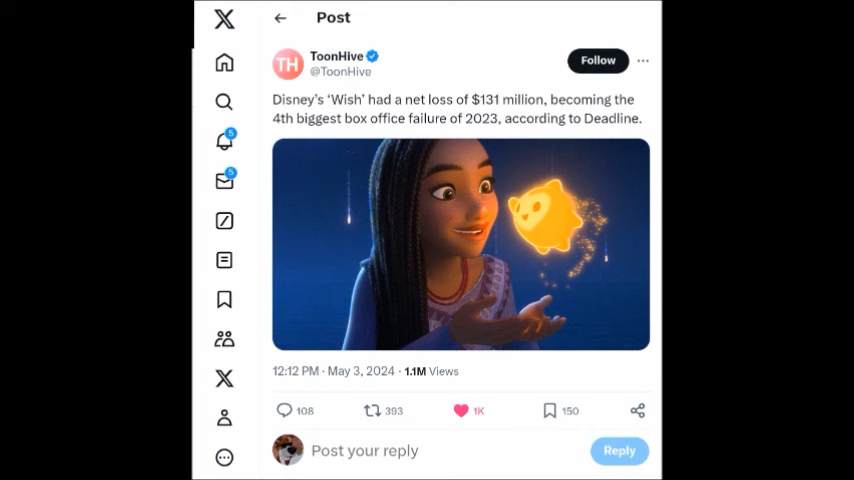 Post
TH
ToonHive
@ToonHive
Follow
Disney's ‘Wish’ had a net loss of $131 million, becoming the
4th biggest box office failure of 2023, according to Deadline.
5
5
12:12 PM · May 3, 2024 · 1.1M Views
108 393 1K 150
Post your reply
Reply